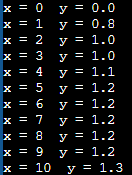 x = 0  y = 0.0
x = 1  y = 0.8
x = 2  y = 1.0
x = 3  y = 1.0
x = 4  y = 1.1
x = 5  y = 1.2
x = 6  y = 1.2
x = 7  y = 1.2
x = 8  y = 1.2
x = 9  y = 1.2
x = 10  y = 1.3